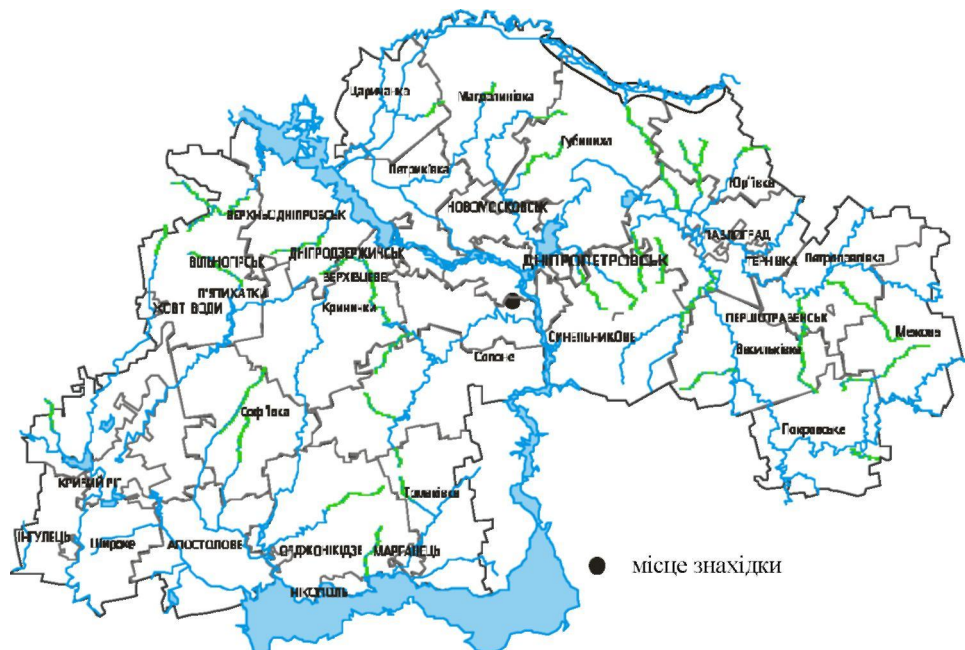 Царичанка
Магдалинівка
Губиниха
Петриківка
Юр'ївка
НОВОМОСКОВСЬК
ВЕРХНЬОДНІПРОВСЬК
ПАВЛОГРАД
ДНІПРОДЗЕРЖИНСЬК
ДНІПРОПЕТРОВСЬК
ТЕРНІВКА
Петропавлівка
ВІЛЬНОГІРСЬК
ВЕРХІВЦЕВЕ
П'ЯТИХАТКИ
ЖОВТІ ВОДИ
Кринички
ПЕРШОТРАВЕНСЬК
СИНЕЛЬНИКОВЕ
Межова
Васильківка
Солоне
Софіївка
Покровське
КРИВИЙ РІГ
Томаківка
ІНГУЛЕЦЬ
Широке
АПОСТОЛОВЕ
ОРДЖОНІКІДЗЕ
МАРГАНЕЦЬ
місце знахідки
НІКОПОЛЬ